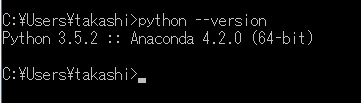 C:¥Users¥takashi>python --version
Python 3.5.2 :: Anaconda 4.2.0 (64-bit)
C:¥Users¥takashi>